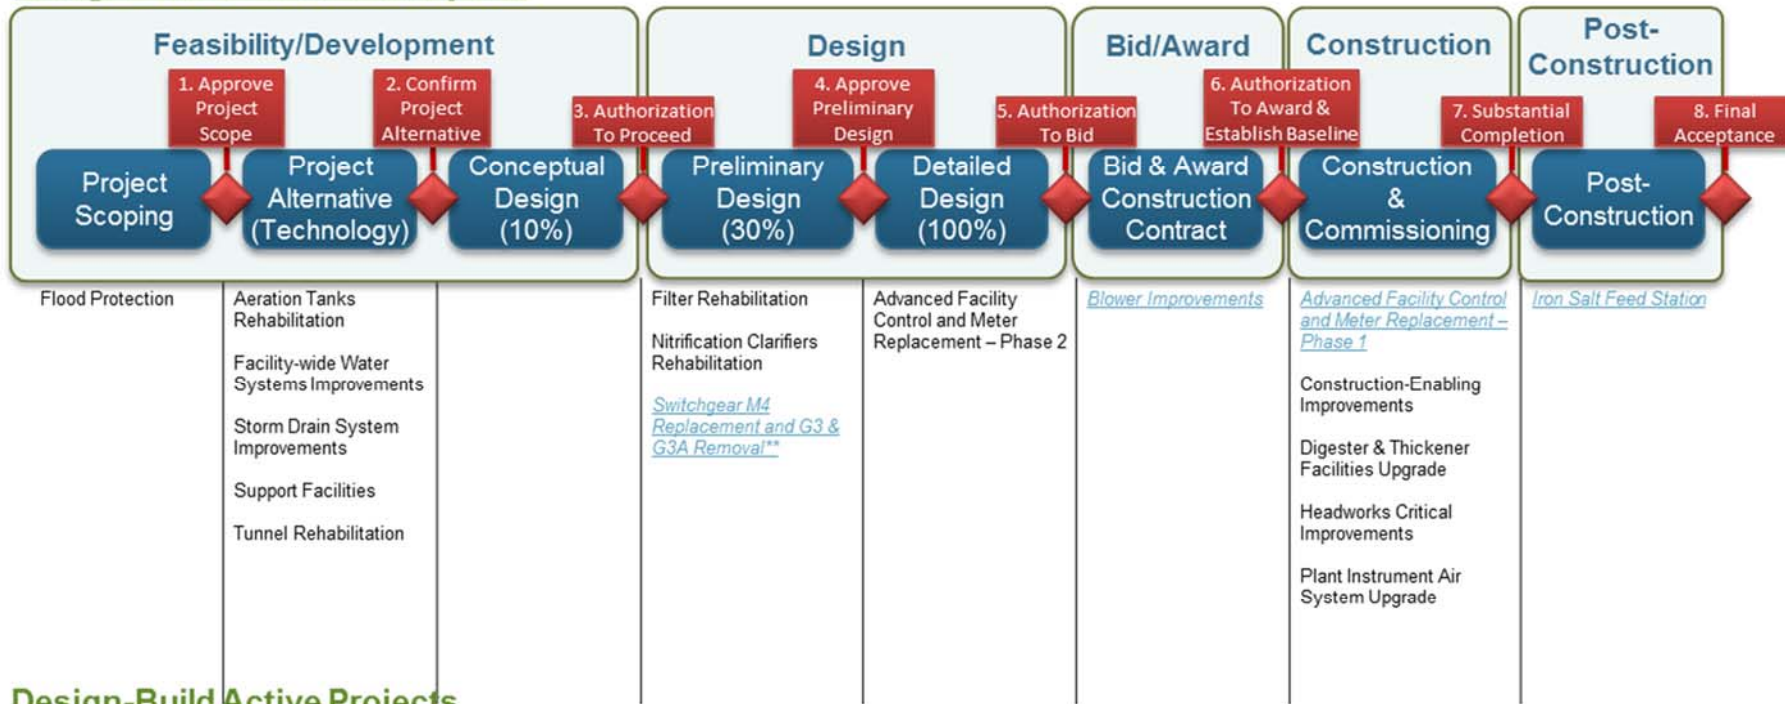 Feasibility/Development
1. Approve
Project
Scope
2. Confirm
Project
Alternative
3. Authorization
To Proceed
Project
Scoping
Project
Alternative
(Technology)
Conceptual
Design
(10%)
Design
4. Approve
Preliminary
Design
5. Authorization
To Bid
Preliminary
Design
(30%)
Detailed
Design
(100%)
Bid/Award
6. Authorization
To Award &
Establish Baseline
Bid & Award
Construction
Contract
Construction
7. Substantial
Completion
Construction
&
Commissioning
Post-
Construction
8. Final
Acceptance
Post-
Construction
Flood Protection
Aeration Tanks
Rehabilitation
Facility-wide Water
Systems Improvements
Storm Drain System
Improvements
Support Facilities
Tunnel Rehabilitation
Filter Rehabilitation
Nitrification Clarifiers
Rehabilitation
Switchgear M4
Replacement and G3 &
G3A Removal**
Advanced Facility
Control and Meter
Replacement – Phase 2
Blower Improvements
Advanced Facility Control
and Meter Replacement –
Phase 1
Construction-Enabling
Improvements
Digester & Thickener
Facilities Upgrade
Headworks Critical
Improvements
Plant Instrument Air
System Upgrade
Iron Salt Feed Station
Design-Build Active Projects